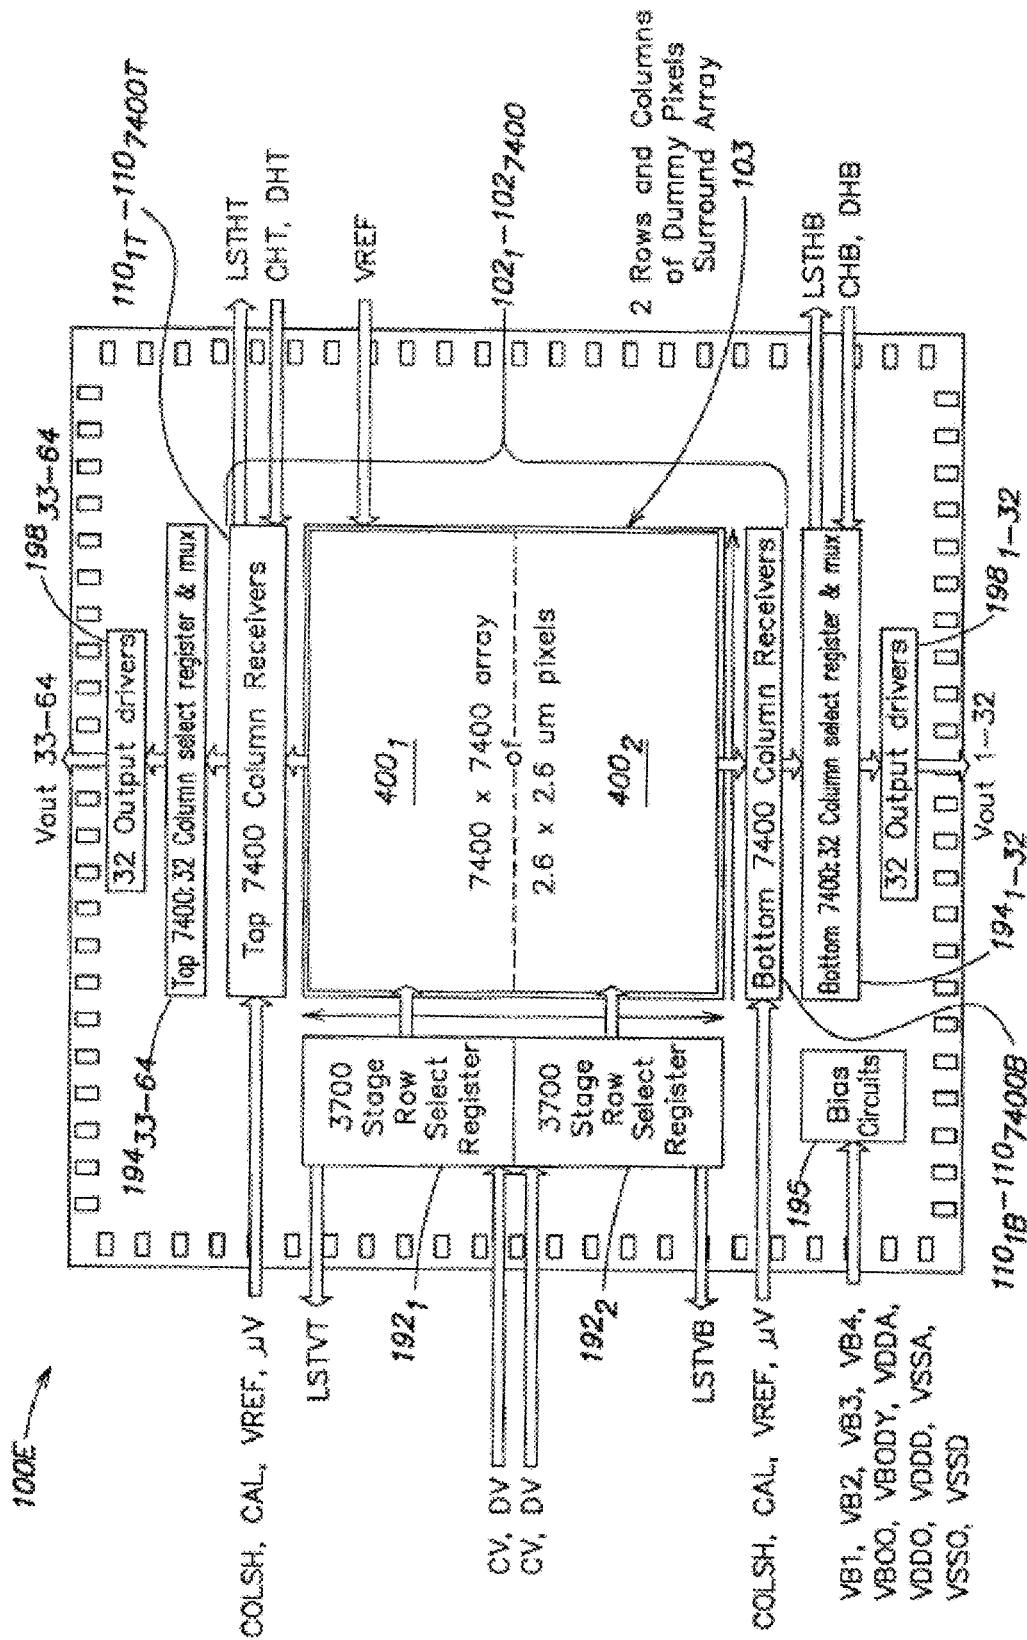 100E
Vout 33-64
198 33-64
32 Output drivers
194 33-64
Top 7400:32 Column select register & mux
110 1T-110 7400T
LSTHT
CHT, DHT
COLSH, CAL, VREF, μV
Top 7400 Column Receivers
VREF
LSTVT
192 1
3700
Stage
Row
Select
Register
400 1
7400 x 7400 array
of
2.6 x 2.6 um pixels
400 2
102 1-102 7400
CV, DV
CV, DV
3700
Stage
Row
Select
Register
192 2
LSTVB
2 Rows and Columns
of Dummy Pixels
Surround Array
103
COLSH, CAL, VREF, μV
Bottom 7400 Column Receivers
LSTHB
CHB, DHB
Bottom 7400:32 Column select register & mux
195
Bias
Circuits
VB1, VB2, VB3, VB4,
VBOO, VBODY, VDDA,
VDDO, VDDD, VSSA,
VSSO, VSSD
32 Output drivers
198 1-32
194 1-32
Vout 1-32
110 1B-110 7400B